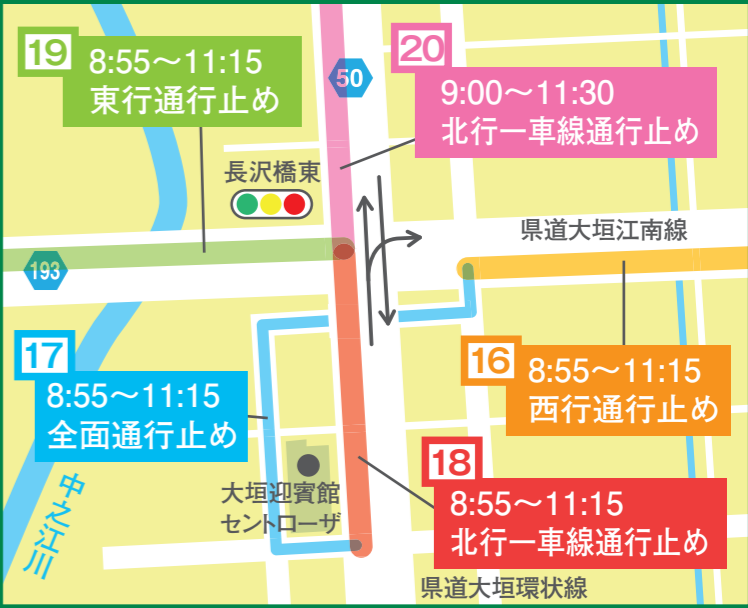 19
8:55～11:15
東行通行止め
50
20
9:00～11:30
北行一車線通行止め
長沢橋東
県道大垣江南線
193
17
8:55～11:15
全面通行止め
16
8:55～11:15
西行通行止め
中之江川
大垣迎賓館
セントローザ
18
8:55～11:15
北行一車線通行止め
県道大垣環状線